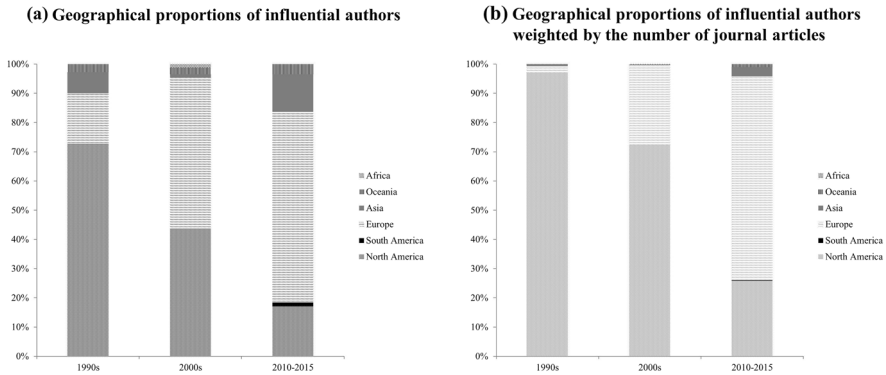 (a) Geographical proportions of influential authors
100%
90%
80%
70%
60%
50%
40%
30%
20%
10%
0%
1990s
2000s
2010-2015
Africa
Oceania
Asia
Europe
South America
North America
(b) Geographical proportions of influential authors
weighted by the number of journal articles
100%
90%
80%
70%
60%
50%
40%
30%
20%
10%
0%
1990s
2000s
2010-2015
Africa
Oceania
Asia
Europe
South America
North America